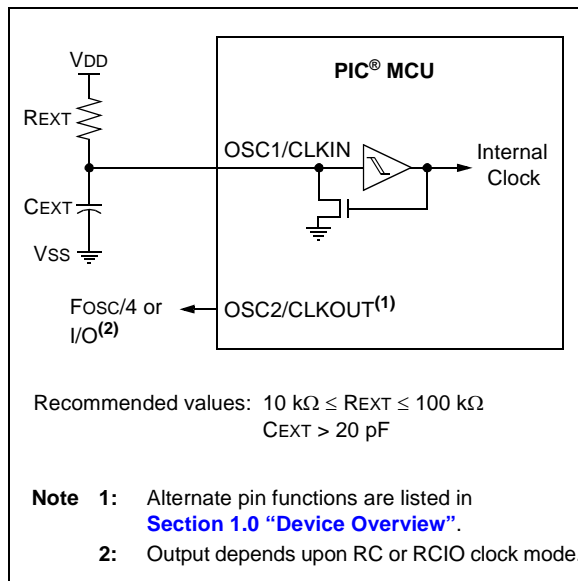 VDD
PIC® MCU
REXT
OSC1/CLKIN
Internal
Clock
CEXT
VSS
FOSC/4 or
I/O(2)
OSC2/CLKOUT(1)
Recommended values: 10 kΩ ≤ REXT ≤ 100 kΩ
CEXT > 20 pF
Note 1: Alternate pin functions are listed in
Section 1.0 “Device Overview”.
2: Output depends upon RC or RCIO clock mode.